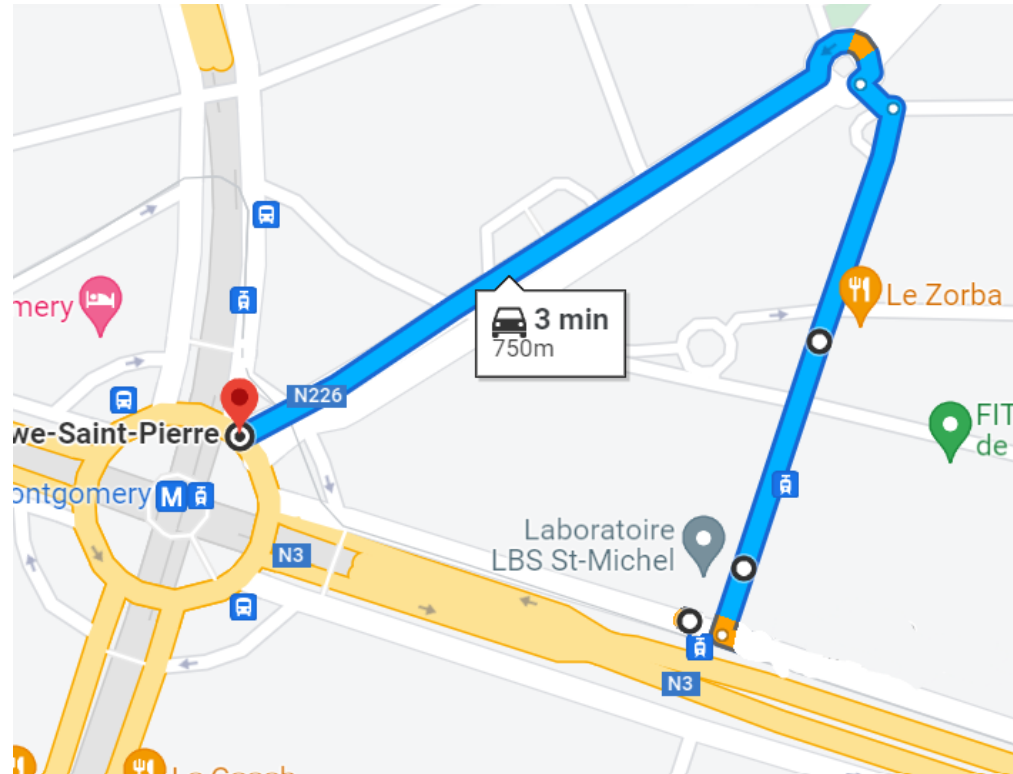 Le Zorba
mery
3 min
750m
N226
we-Saint-Pierre
FIT
de
ontgomery M
Laboratoire
LBS St-Michel
N3
N3